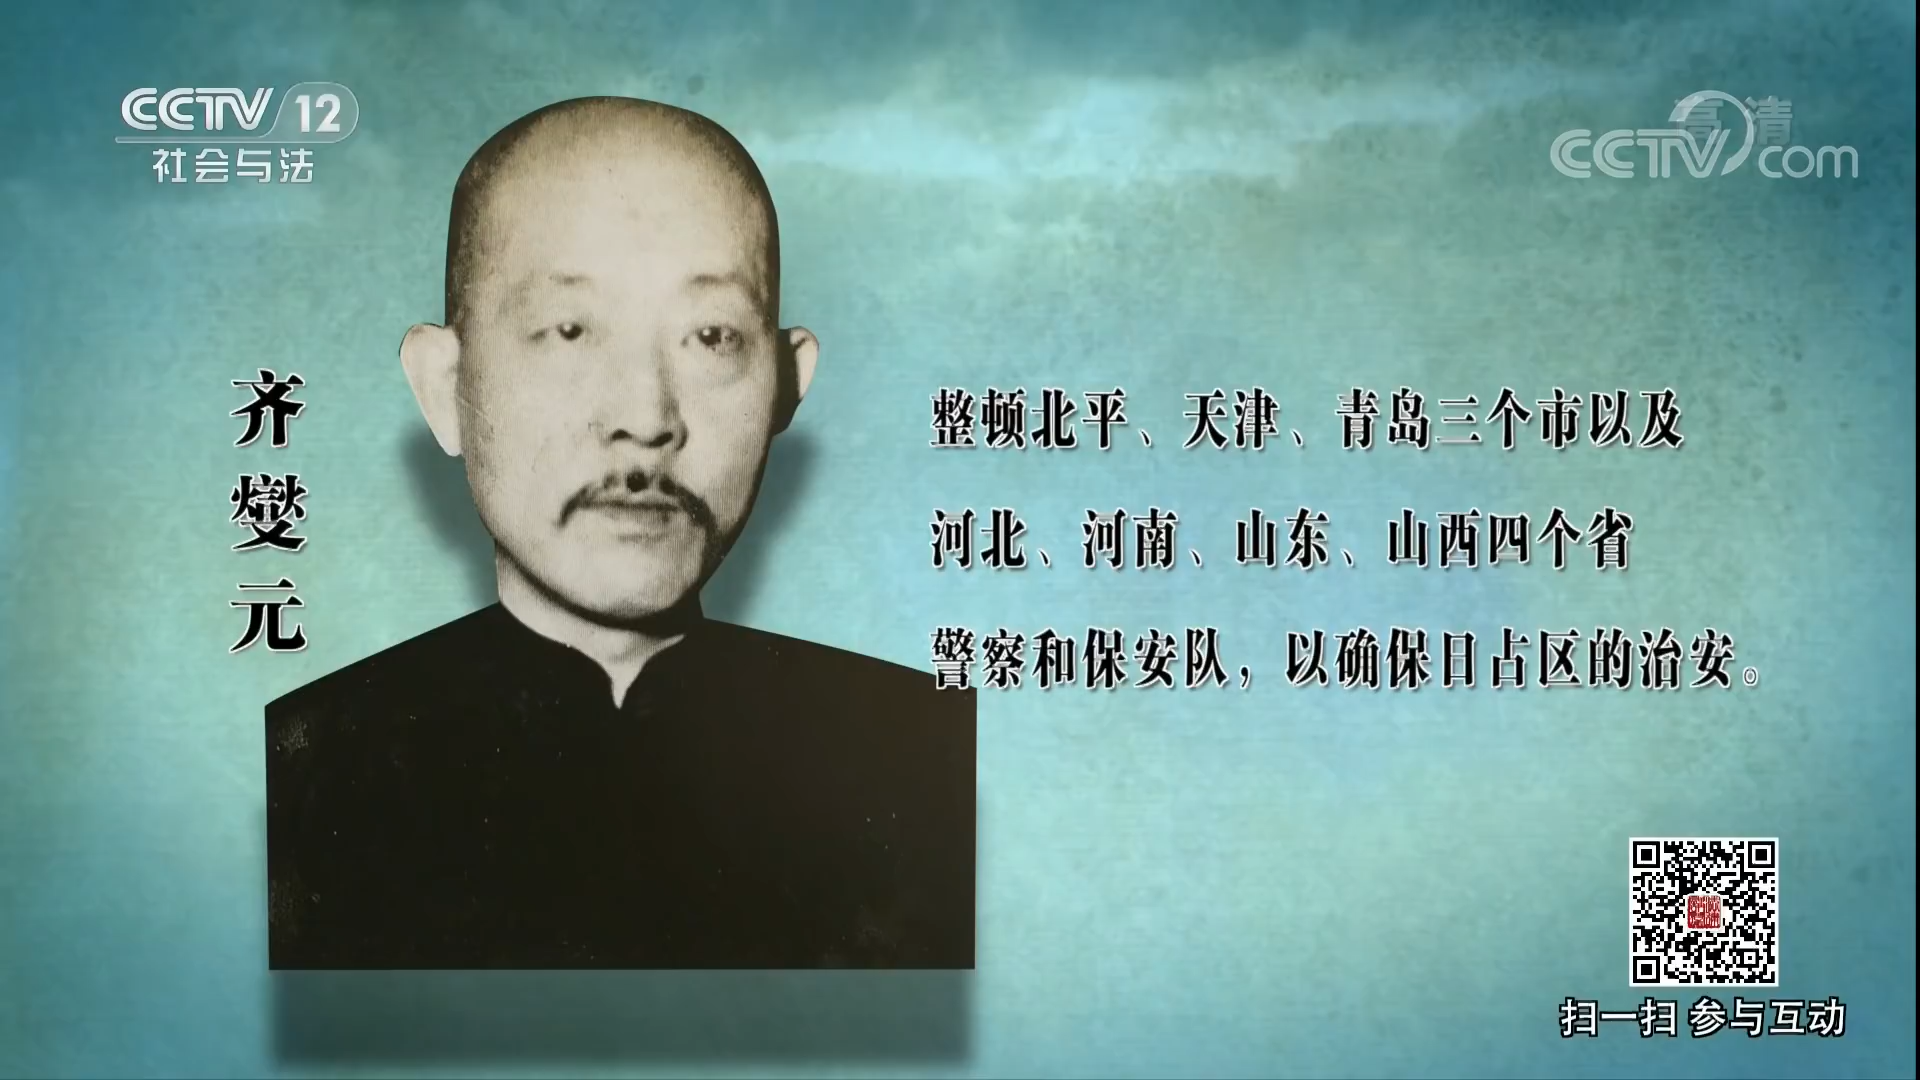 CCTV 12
社会与法
高清
CCTV com
齐燮元
整顿北平、天津、青岛三个市以及
河北、河南、山东、山西四个省
警察和保安队，以确保日占区的治安。
扫一扫 参与互动